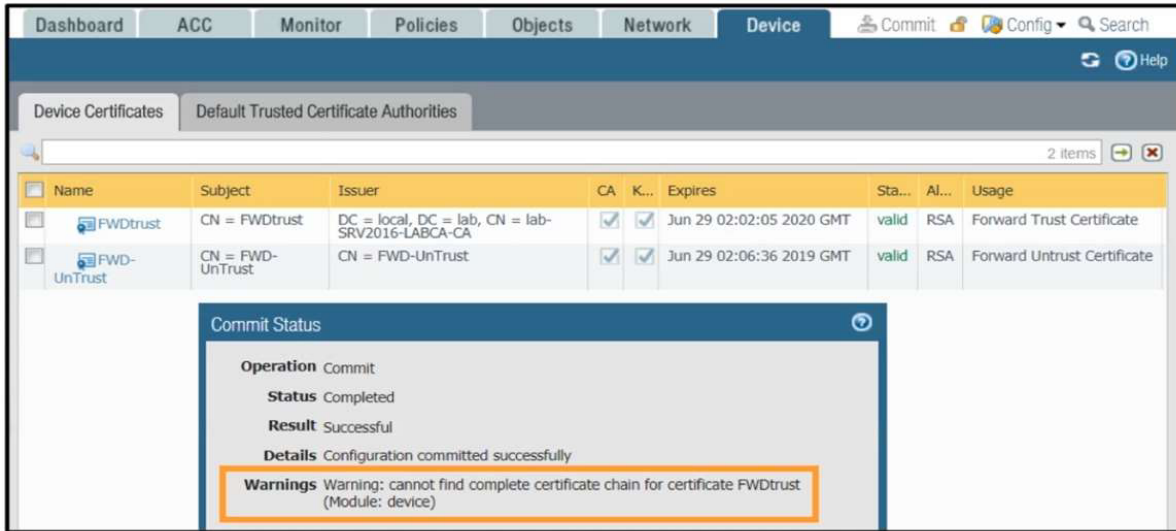 Dashboard ACC Monitor Policies Objects Network Device Commit Config Search
Help
Device Certificates Default Trusted Certificate Authorities
2 items
Name Subject Issuer CA K... Expires Sta... Al... Usage
FWDtrust CN = FWDtrust DC = local, DC = lab, CN = lab- Jun 29 02:02:05 2020 GMT valid RSA Forward Trust Certificate
SRV2016-LABCA-CA
FWD- CN = FWD- CN = FWD-UnTrust Jun 29 02:06:36 2019 GMT valid RSA Forward Untrust Certificate
UnTrust UnTrust
Commit Status
Operation Commit
Status Completed
Result Successful
Details Configuration committed successfully
Warnings Warning: cannot find complete certificate chain for certificate FWDtrust
(Module: device)